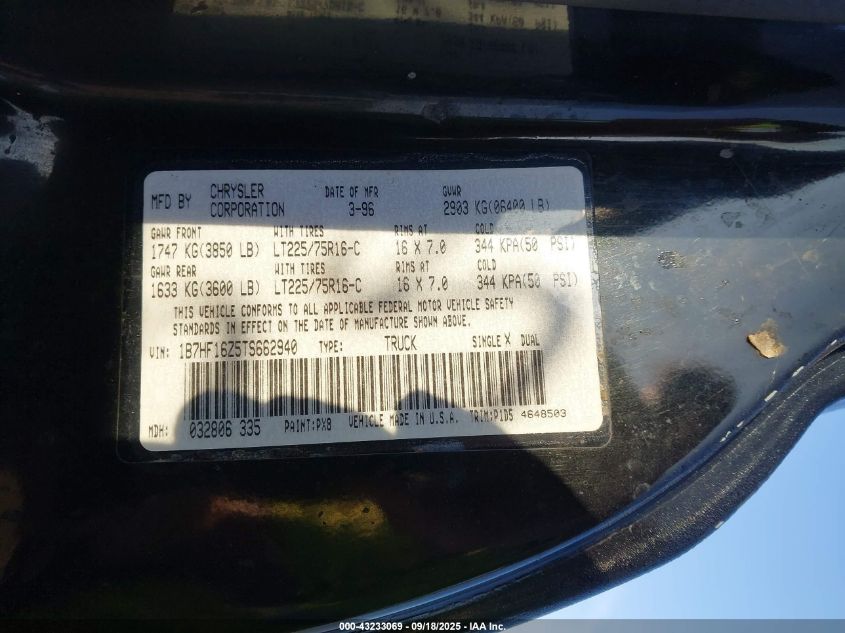 MFD BY CHRYSLER CORPORATION DATE OF MFR 3-96 GVWR 2903 KG(06400 LB)
GAWR FRONT WITH TIRES RIMS AT COLD
1747 KG(3850 LB) LT225/75R16-C 16 X 7.0 344 KPA(50 PSI)
GAWR REAR WITH TIRES RIMS AT COLD
1633 KG(3600 LB) LT225/75R16-C 16 X 7.0 344 KPA(50 PSI)
THIS VEHICLE CONFORMS TO ALL APPLICABLE FEDERAL MOTOR VEHICLE SAFETY
STANDARDS IN EFFECT ON THE DATE OF MANUFACTURE SHOWN ABOVE.
VIN: 1B7HF16Z5TS662940 TYPE: TRUCK SINGLE X DUAL
MDH: 032806 335 PAINT:PX8 VEHICLE MADE IN U.S.A. TRIM:P1D5 4648503
000-43233069 - 09/18/2025 - IAA Inc.